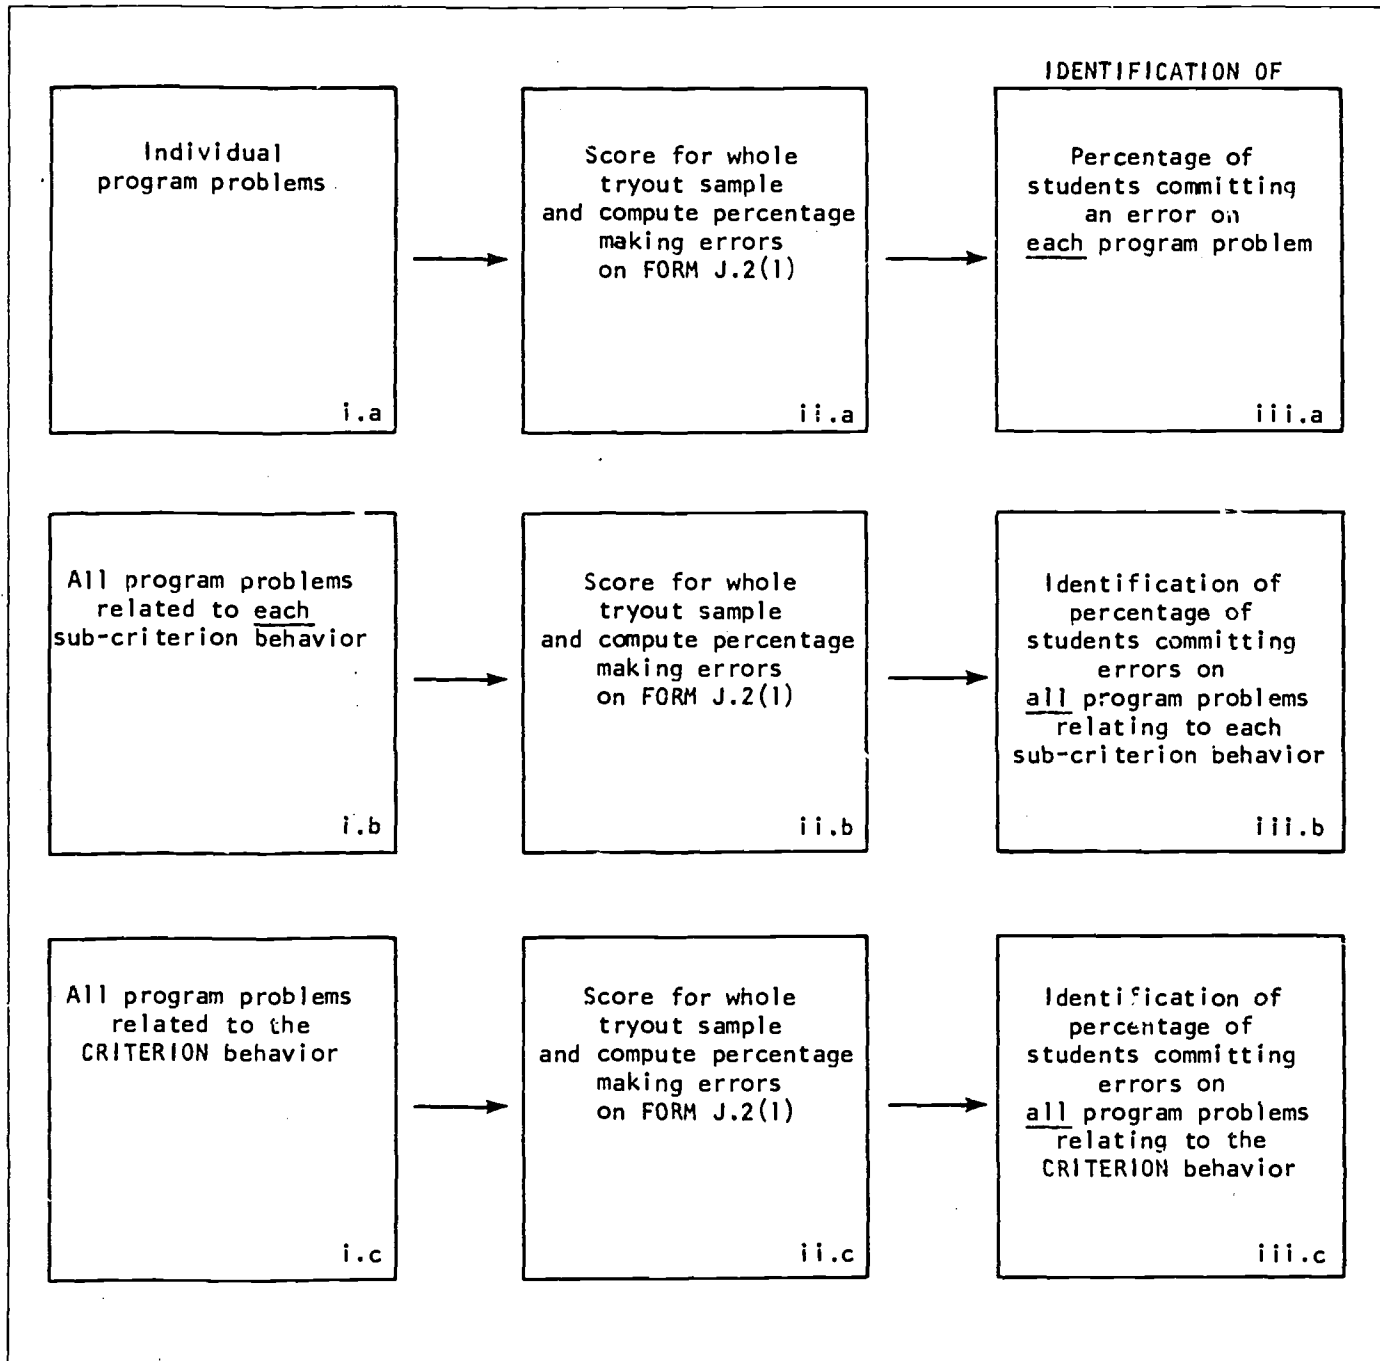 IDENTIFICATION OF
Individual
program problems
i.a
Score for whole
tryout sample
and compute percentage
making errors
on FORM J.2(1)
ii.a
Percentage of
students committing
an error on
each program problem
iii.a
All program problems
related to each
sub-criterion behavior
i.b
Score for whole
tryout sample
and compute percentage
making errors
on FORM J.2(1)
ii.b
Identification of
percentage of
students committing
errors on
all program problems
relating to each
sub-criterion behavior
iii.b
All program problems
related to the
CRITERION behavior
i.c
Score for whole
tryout sample
and compute percentage
making errors
on FORM J.2(1)
ii.c
Identification of
percentage of
students committing
errors on
all program problems
relating to the
CRITERION behavior
iii.c